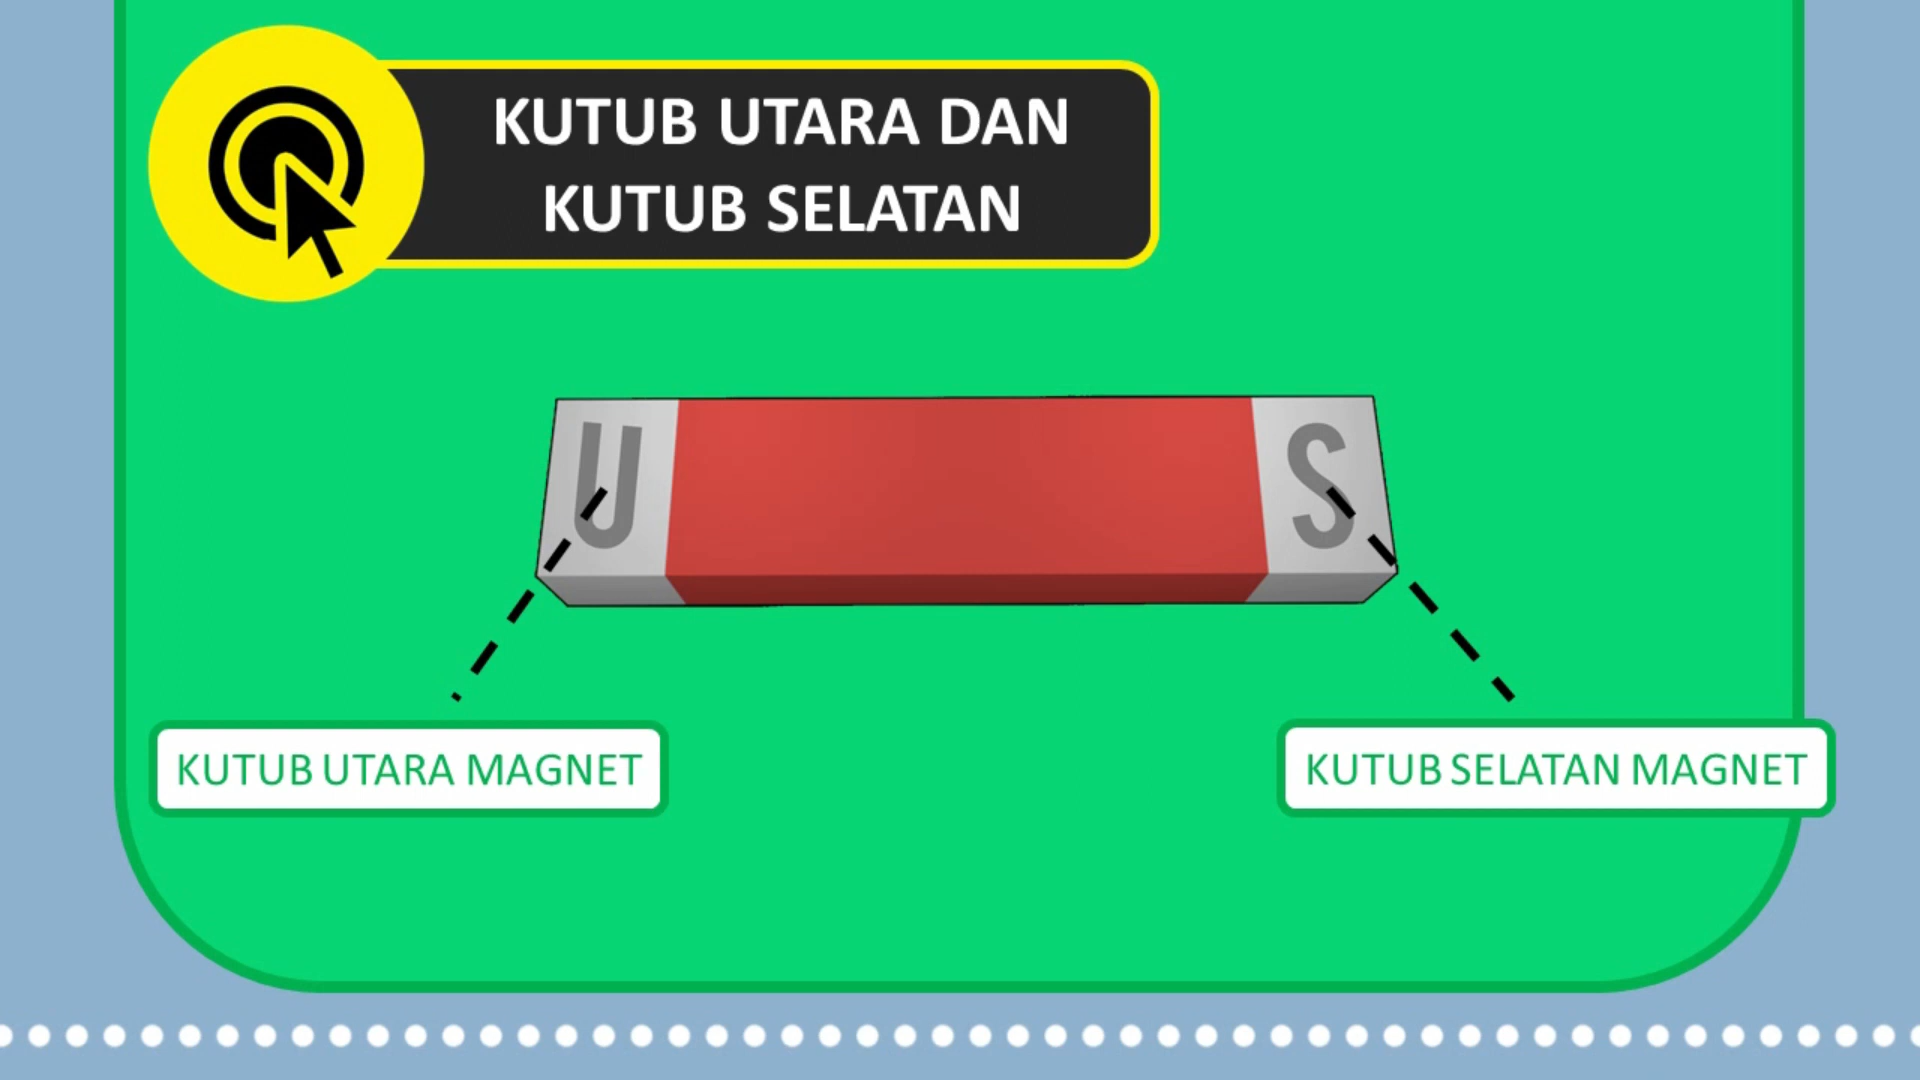 KUTUB UTARA DAN
KUTUB SELATAN
U
S
KUTUB UTARA MAGNET
KUTUB SELATAN MAGNET